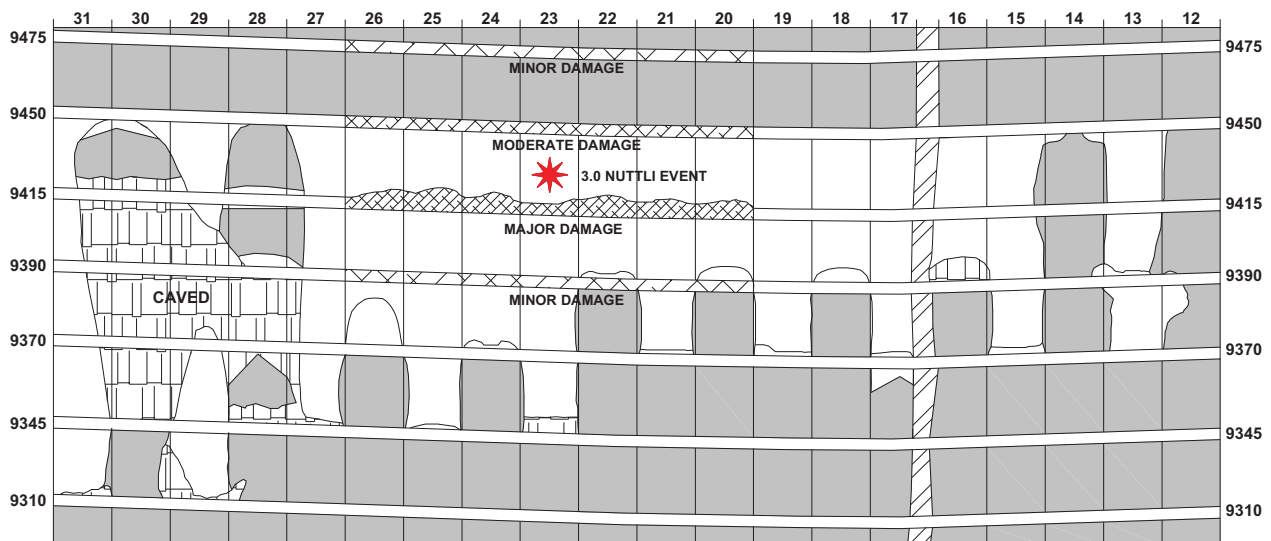 31 30 29 28 27 26 25 24 23 22 21 20 19 18 17 16 15 14 13 12
9475 9475
MINOR DAMAGE
9450 9450
MODERATE DAMAGE
3.0 NUTTLI EVENT
9415 9415
MAJOR DAMAGE
9390 9390
CAVED MINOR DAMAGE
9370 9370
9345 9345
9310 9310